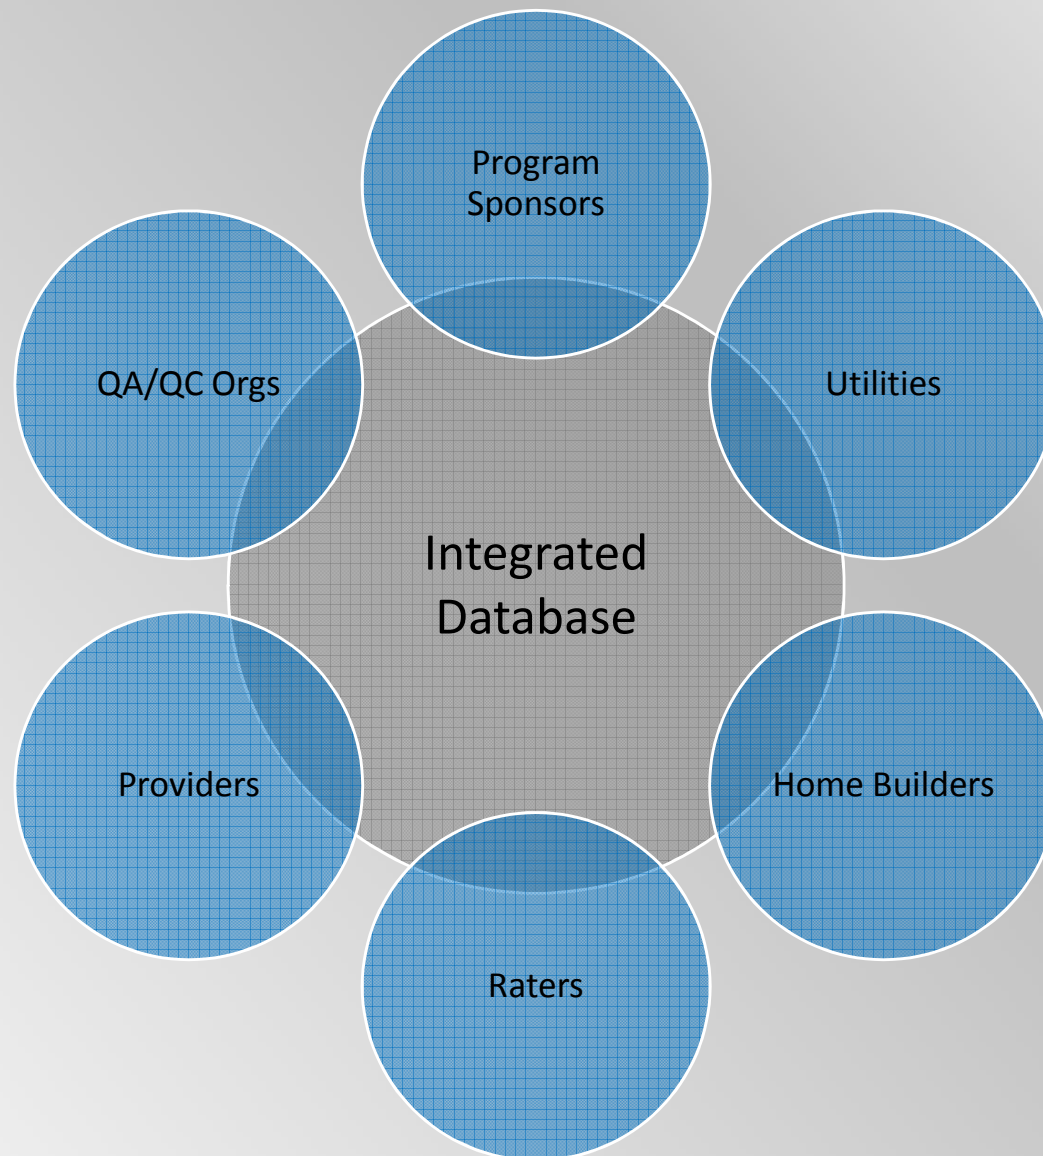 Program
Sponsors
QA/QC Orgs
Utilities
Integrated
Database
Providers
Home Builders
Raters